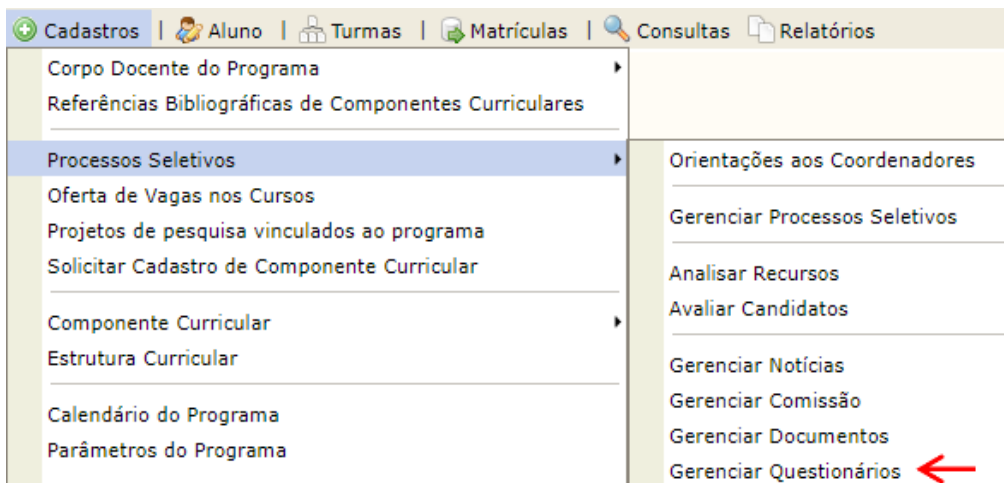 Cadastros | Aluno | Turmas | Matrículas | Consultas Relatórios
Corpo Docente do Programa
Referências Bibliográficas de Componentes Curriculares
Processos Seletivos
Oferta de Vagas nos Cursos
Projetos de pesquisa vinculados ao programa
Solicitar Cadastro de Componente Curricular
Componente Curricular
Estrutura Curricular
Calendário do Programa
Parâmetros do Programa
Orientações aos Coordenadores
Gerenciar Processos Seletivos
Analisar Recursos
Avaliar Candidatos
Gerenciar Notícias
Gerenciar Comissão
Gerenciar Documentos
Gerenciar Questionários